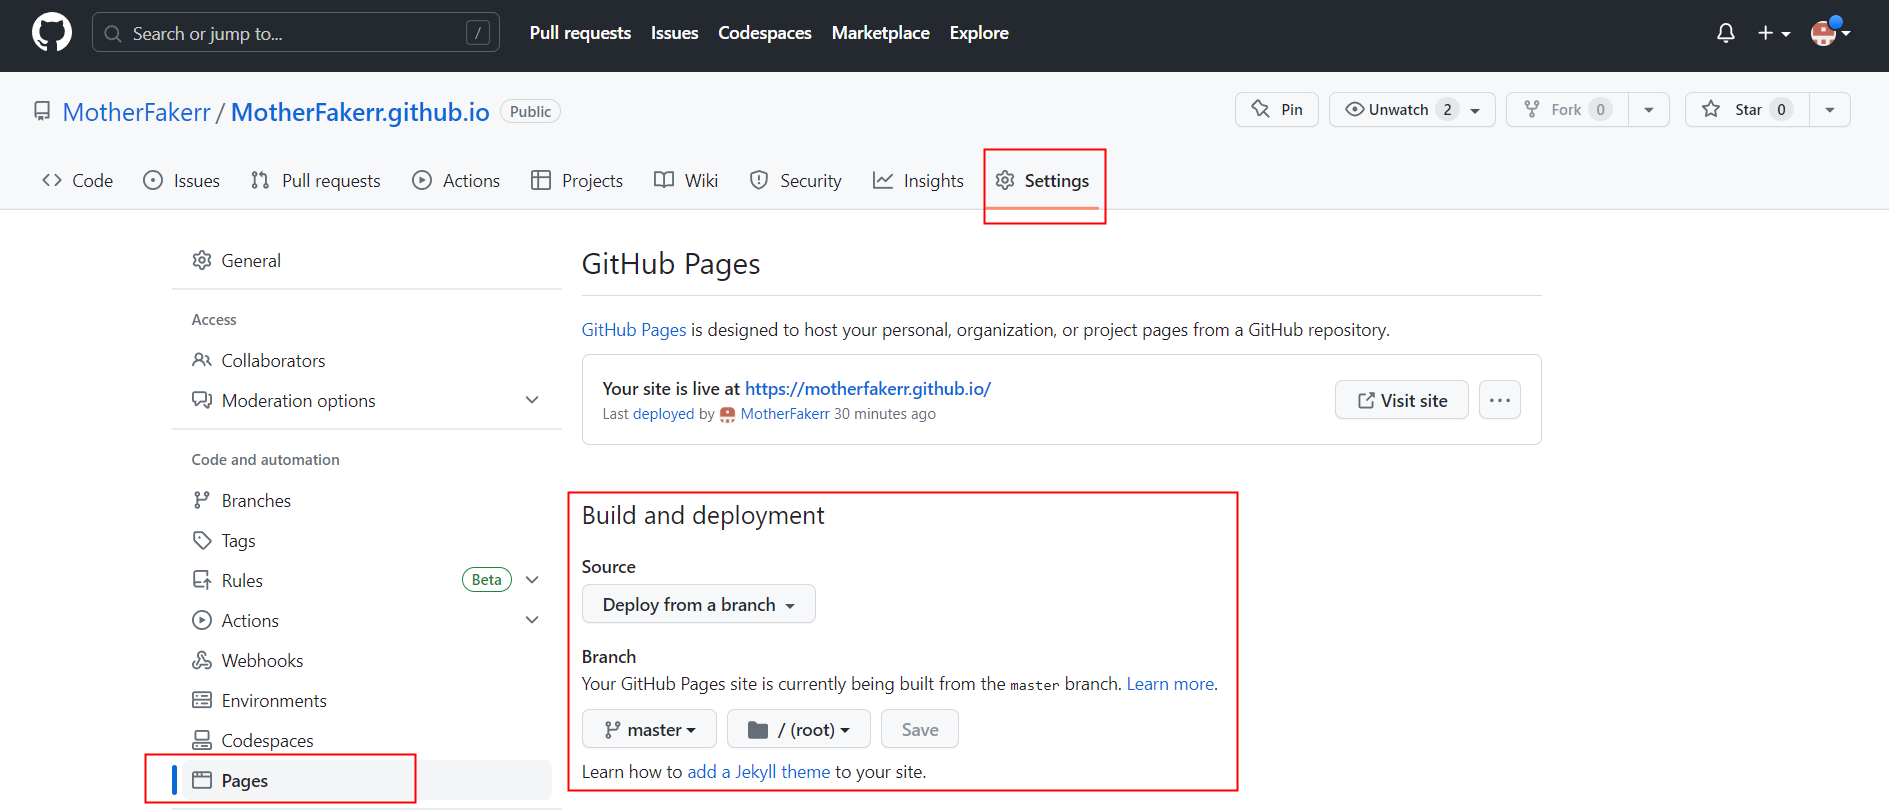 Search or jump to... / Pull requests Issues Codespaces Marketplace Explore
MotherFakerr / MotherFakerr.github.io Public Pin Unwatch 2 Fork 0 Star 0
Code Issues Pull requests Actions Projects Wiki Security Insights Settings
General
Access
Collaborators
Moderation options
Code and automation
Branches
Tags
Rules Beta
Actions
Webhooks
Environments
Codespaces
Pages
GitHub Pages
GitHub Pages is designed to host your personal, organization, or project pages from a GitHub repository.
Your site is live at https://motherfakerr.github.io/
Last deployed by MotherFakerr 30 minutes ago
Visit site ...
Build and deployment
Source
Deploy from a branch
Branch
Your GitHub Pages site is currently being built from the master branch. Learn more.
master / (root) Save
Learn how to add a Jekyll theme to your site.